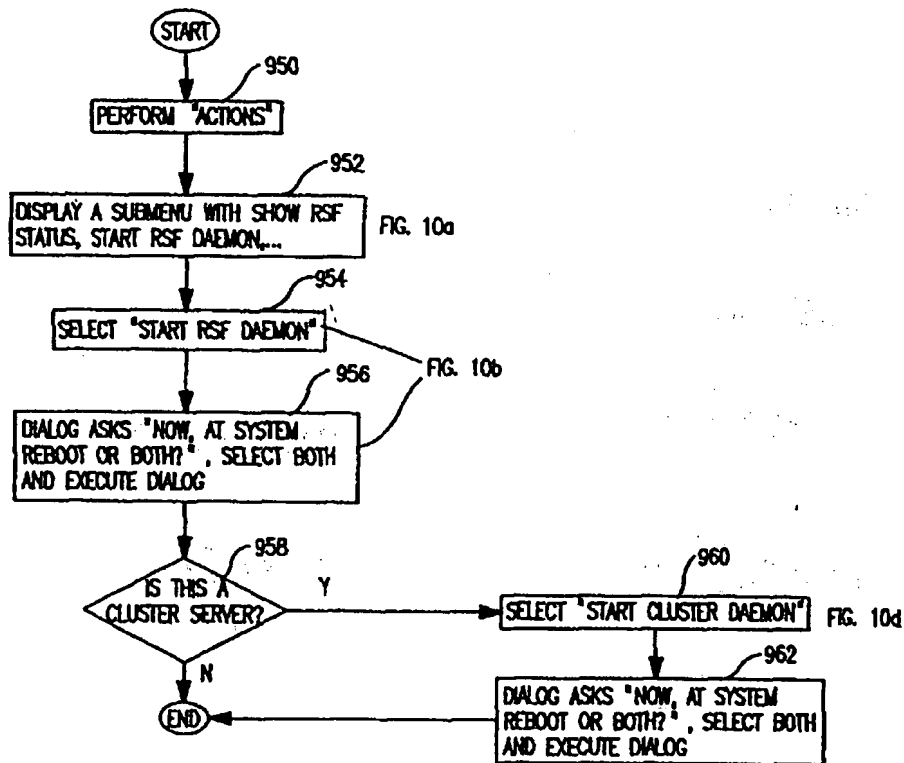 START
950
PERFORM "ACTIONS"
952
DISPLAY A SUBMENU WITH SHOW RSF
STATUS, START RSF DAEMON,...
FIG. 10a
954
SELECT "START RSF DAEMON"
FIG. 10b
956
DIALOG ASKS "NOW, AT SYSTEM
REBOOT OR BOTH?", SELECT BOTH
AND EXECUTE DIALOG
958
IS THIS A
CLUSTER SERVER?
Y
N
960
SELECT "START CLUSTER DAEMON"
FIG. 10d
962
DIALOG ASKS "NOW, AT SYSTEM
REBOOT OR BOTH?", SELECT BOTH
AND EXECUTE DIALOG
END